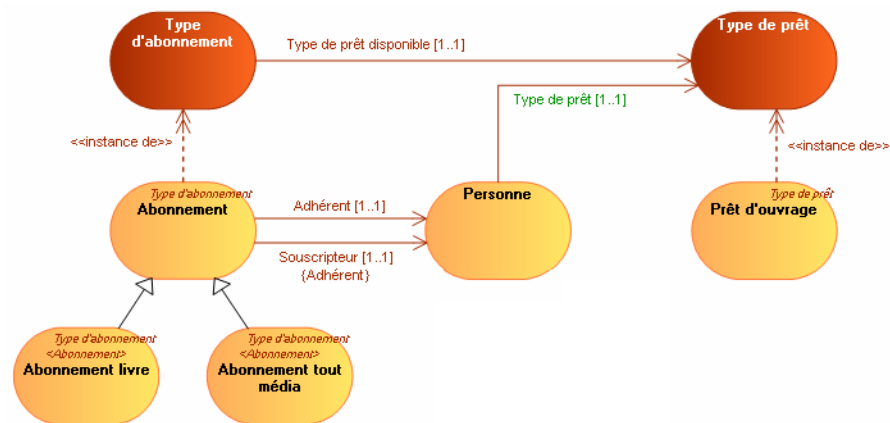 Type
d'abonnement
Type de prêt disponible [1..1]
Type de prêt
Type de prêt [1..1]
<<instance de>>
<<instance de>>
Type d'abonnement
Abonnement
Adhérent [1..1]
Personne
Type de prêt
Prêt d'ouvrage
Souscripteur [1..1]
{Adhérent}
Type d'abonnement
<Abonnement>
Abonnement livre
Type d'abonnement
<Abonnement>
Abonnement tout
média